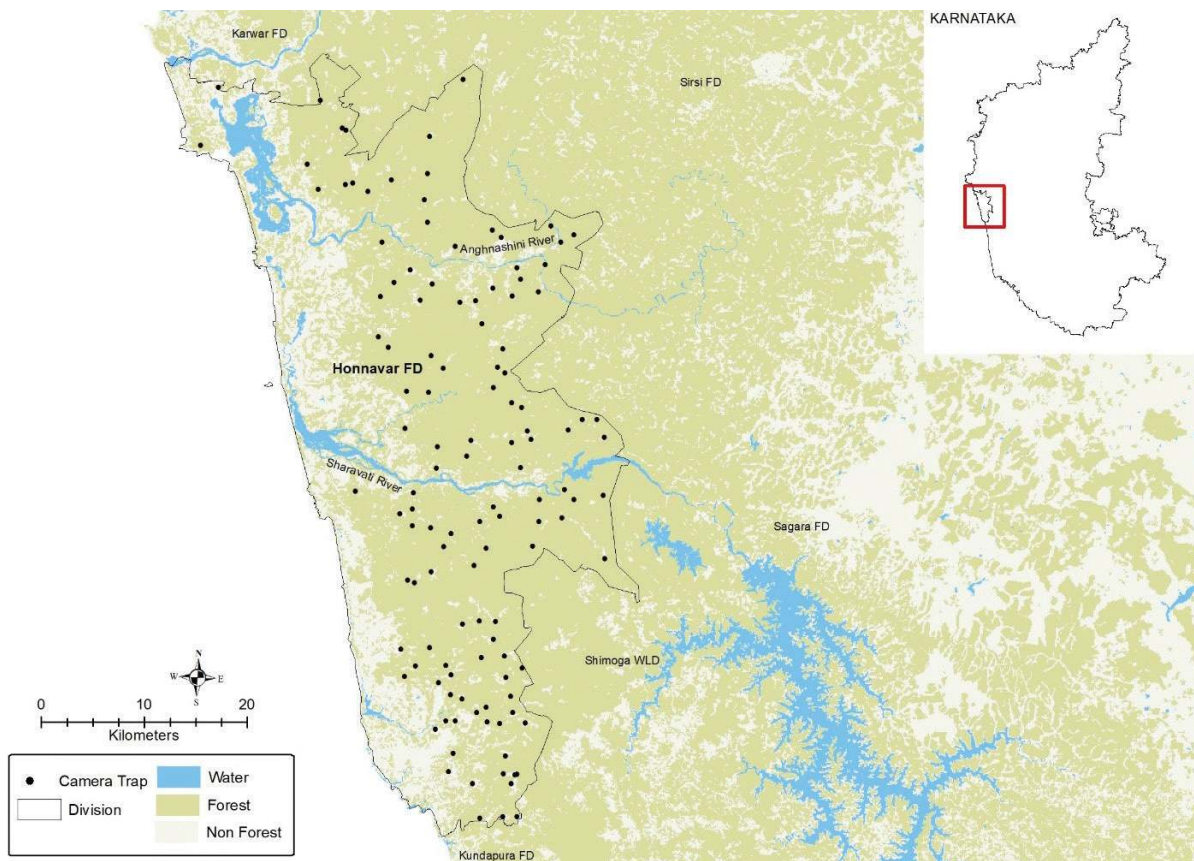 KARNATAKA
Karwar FD
Sirsi FD
Anghnashini River
Honnavar FD
Sharavati River
Sagara FD
Shimoga WLD
N
W E
S
0 10 20
Kilometers
Camera Trap
Division
Water
Forest
Non Forest
Kundapura FD